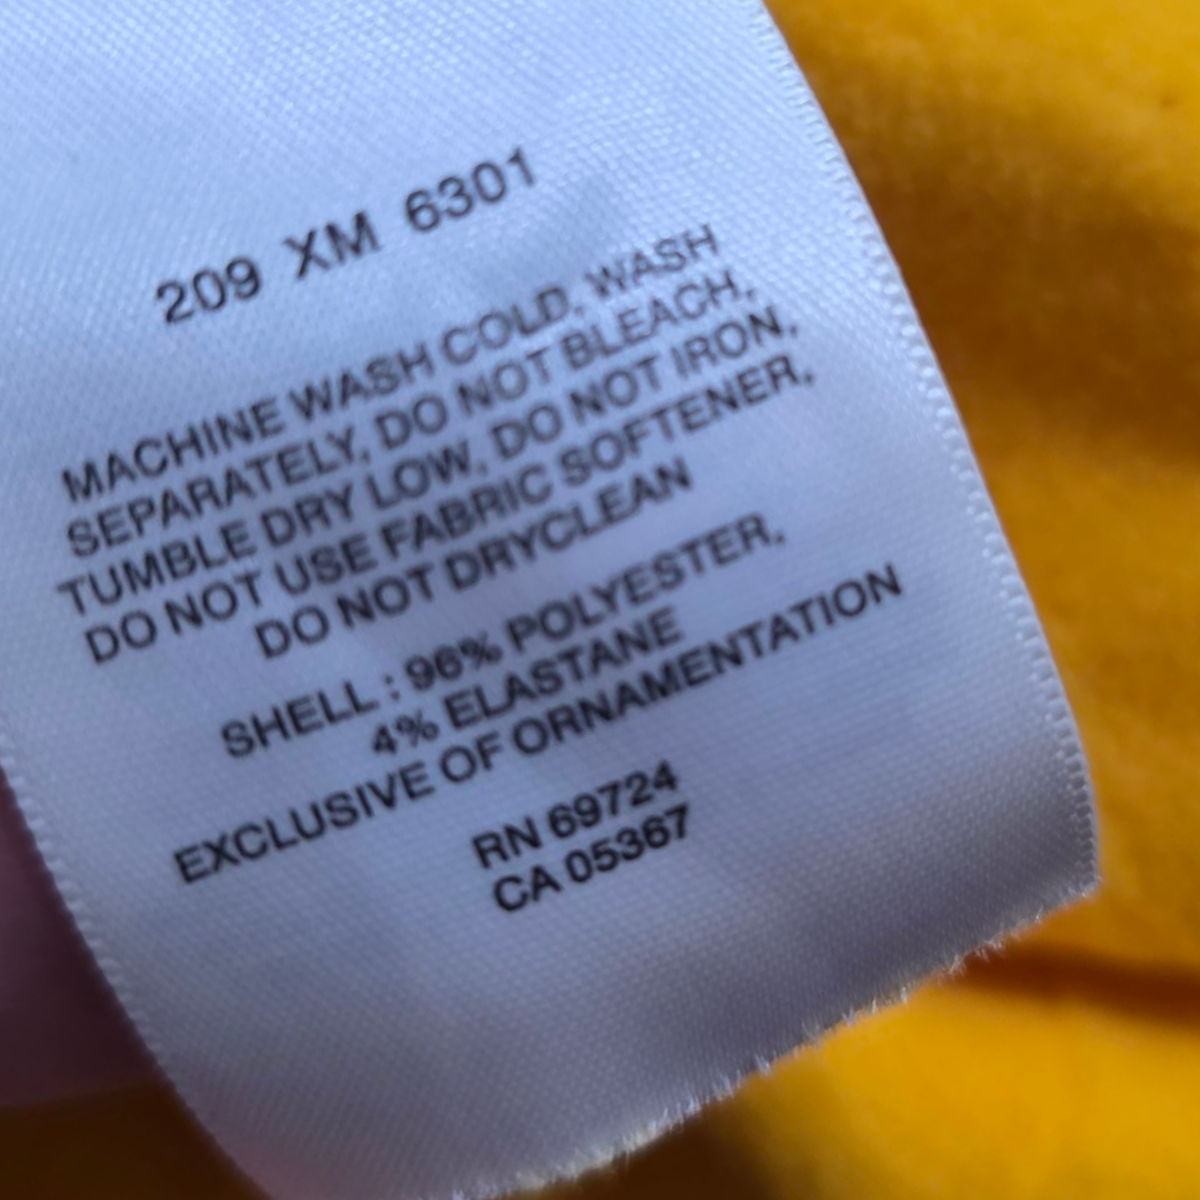 209 XM 6301
MACHINE WASH COLD, WASH
SEPARATELY, DO NOT BLEACH,
TUMBLE DRY LOW, DO NOT IRON,
DO NOT USE FABRIC SOFTENER,
DO NOT DRYCLEAN
SHELL : 96% POLYESTER,
4% ELASTANE
EXCLUSIVE OF ORNAMENTATION
RN 69724
CA 05367